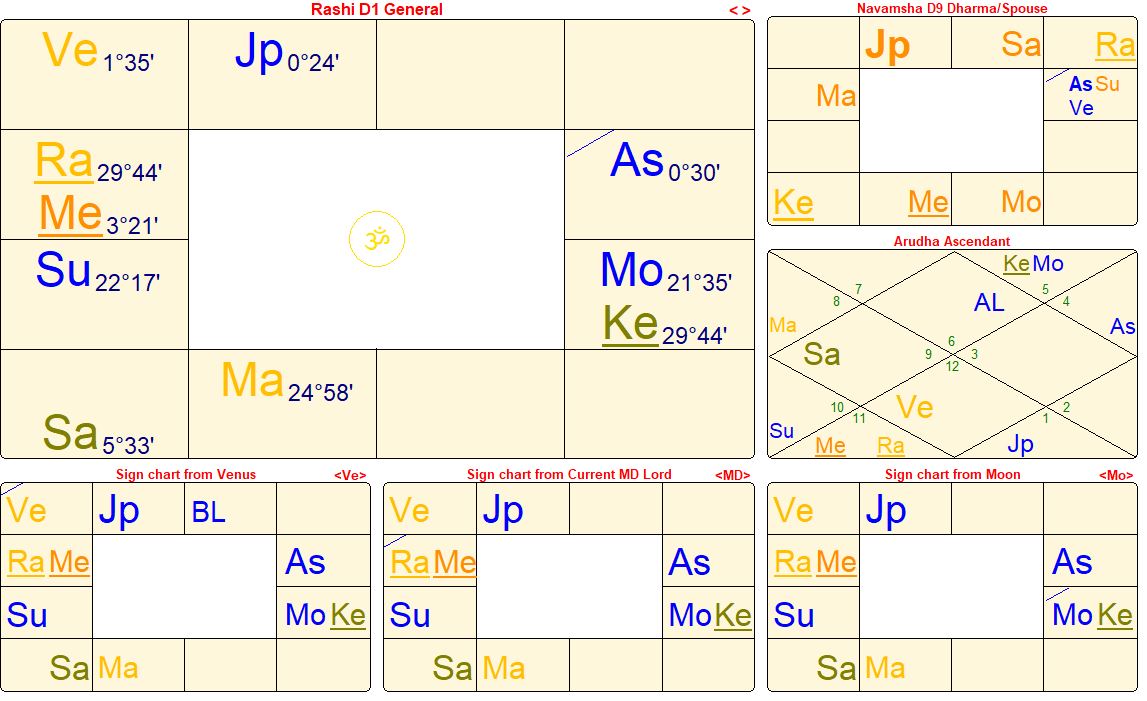 Rashi D1 General
< >
Ve 1°35'
Jp 0°24'
Ra 29°44'
Me 3°21'
As 0°30'
ॐ
Su 22°17'
Mo 21°35'
Ke 29°44'
Ma 24°58'
Sa 5°33'
Navamsha D9 Dharma/Spouse
Jp Sa Ra
Ma As Su
Ve
Ke Me Mo
Arudha Ascendant
Ke Mo
7 5
8 AL 4
Ma As
Sa 6
9 3
12
10 Ve 2
11 1
Su Me Ra Jp
Sign chart from Venus <Ve>
Ve Jp BL
Ra Me As
Su Mo Ke
Sa Ma
Sign chart from Current MD Lord <MD>
Ve Jp
Ra Me As
Su Mo Ke
Sa Ma
Sign chart from Moon <Mo>
Ve Jp
Ra Me As
Su Mo Ke
Sa Ma